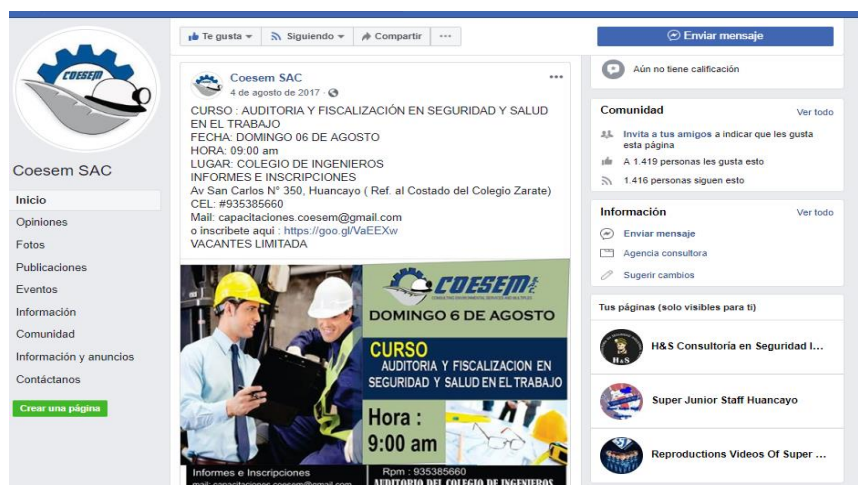 COESEM
Coesem SAC
Inicio
Opiniones
Fotos
Publicaciones
Eventos
Información
Comunidad
Información y anuncios
Contáctanos
Crear una página
Te gusta
Siguiendo
Compartir
Coesem SAC
4 de agosto de 2017
CURSO : AUDITORIA Y FISCALIZACIÓN EN SEGURIDAD Y SALUD
EN EL TRABAJO
FECHA: DOMINGO 06 DE AGOSTO
HORA: 09:00 am
LUGAR: COLEGIO DE INGENIEROS
INFORMES E INSCRIPCIONES
Av San Carlos N° 350, Huancayo ( Ref. al Costado del Colegio Zarate)
CEL: #935385660
Mail: capacitaciones.coesem@gmail.com
o inscribete aqui : https://goo.gl/VaEEXw
VACANTES LIMITADA
COESEM
DOMINGO 6 DE AGOSTO
CURSO
AUDITORIA Y FISCALIZACION EN
SEGURIDAD Y SALUD EN EL TRABAJO
Hora :
9:00 am
Informes e Inscripciones
mail: capacitaciones.coesem@gmail.com
Rpm : 935385660
AUDITORIO DEL COLEGIO DE INGENIEROS
Enviar mensaje
Aún no tiene calificación
Comunidad
Ver todo
Invita a tus amigos a indicar que les gusta
esta página
A 1.419 personas les gusta esto
1.416 personas siguen esto
Información
Ver todo
Enviar mensaje
Agencia consultora
Sugerir cambios
Tus páginas (solo visibles para ti)
H&S
H&S Consultoría en Seguridad I...
Super Junior Staff Huancayo
Reproductions Videos Of Super ...